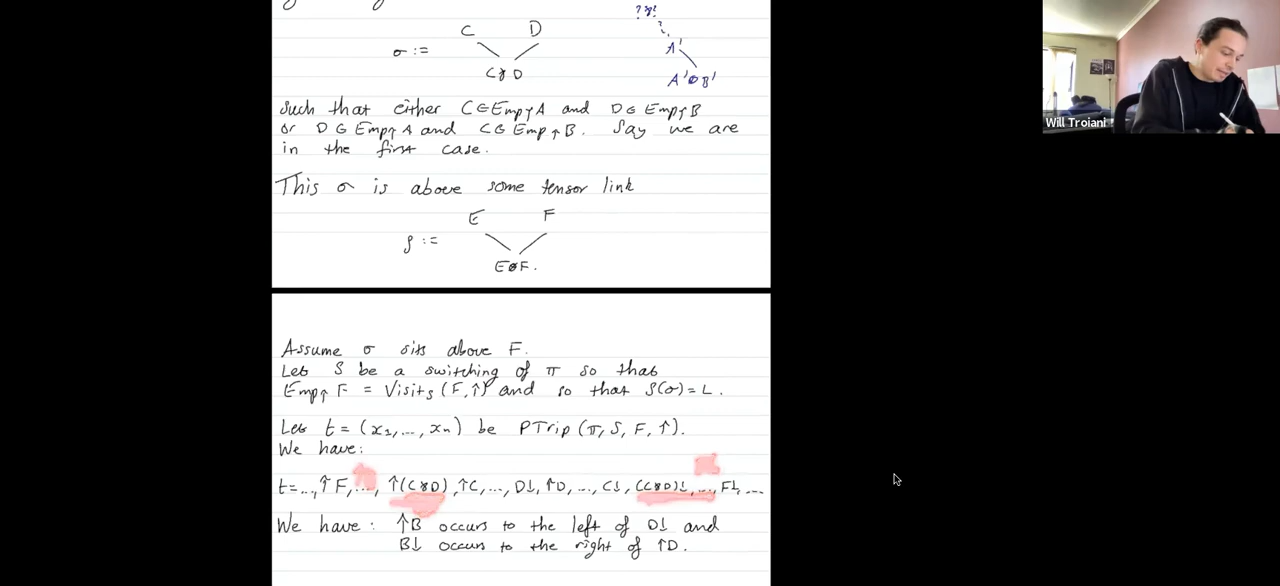 ? ⅋ !
C D
σ :=
A'
C⅋D
A'⊗B'
such that either C∈Emp↑A and D∈Emp↑B
or D∈Emp↑A and C∈Emp↑B. Say we are
in the first case.
This σ is above some tensor link
E F
ρ :=
E⊗F.
Will Troiani
Assume σ sits above F.
Let S be a switching of π so that
Emp↑F = Visits(F,↑) and so that S(σ)=L.
Let t=(x1,...,xn) be PTrip(π,S,F,↑).
We have:
t=..,↑F,...,↑(C⅋D),↑C,...,D↓,↑D,...,C↓,(C⅋D)↓,...,F↓,...
We have: ↑B occurs to the left of D↓ and
B↓ occurs to the right of ↑D.